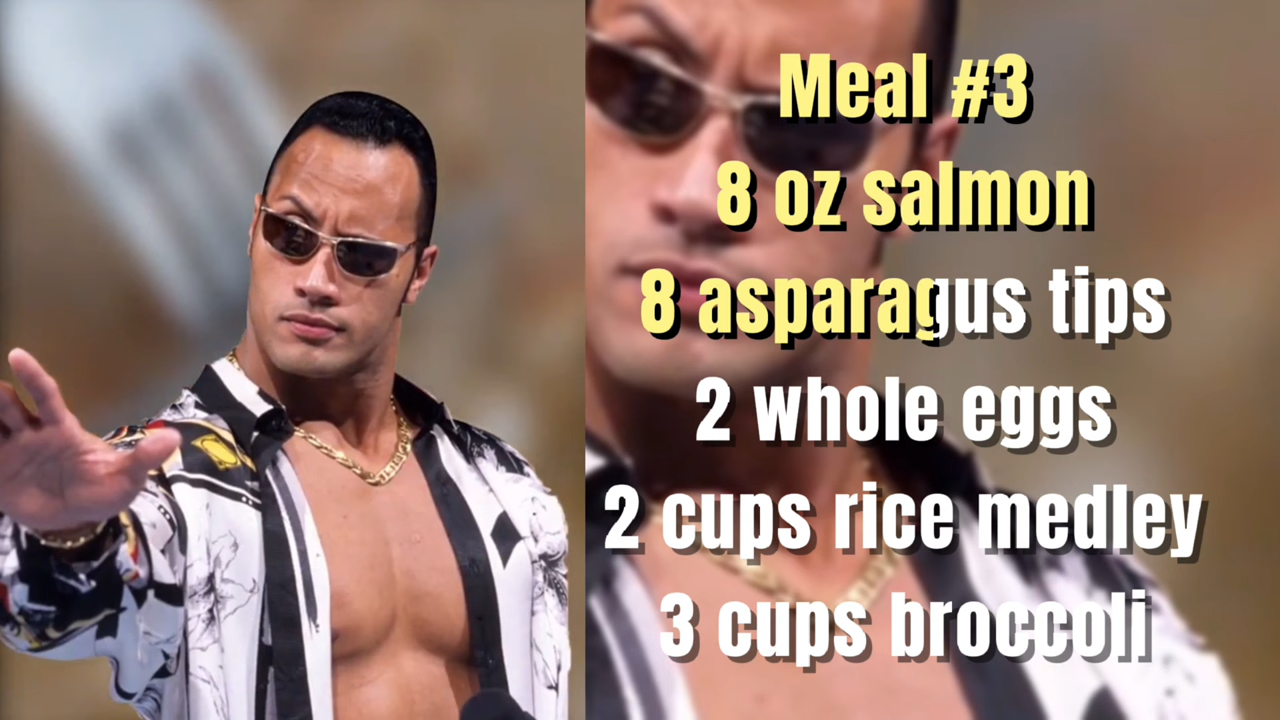 Meal #3
8 oz salmon
8 asparagus tips
2 whole eggs
2 cups rice medley
3 cups broccoli